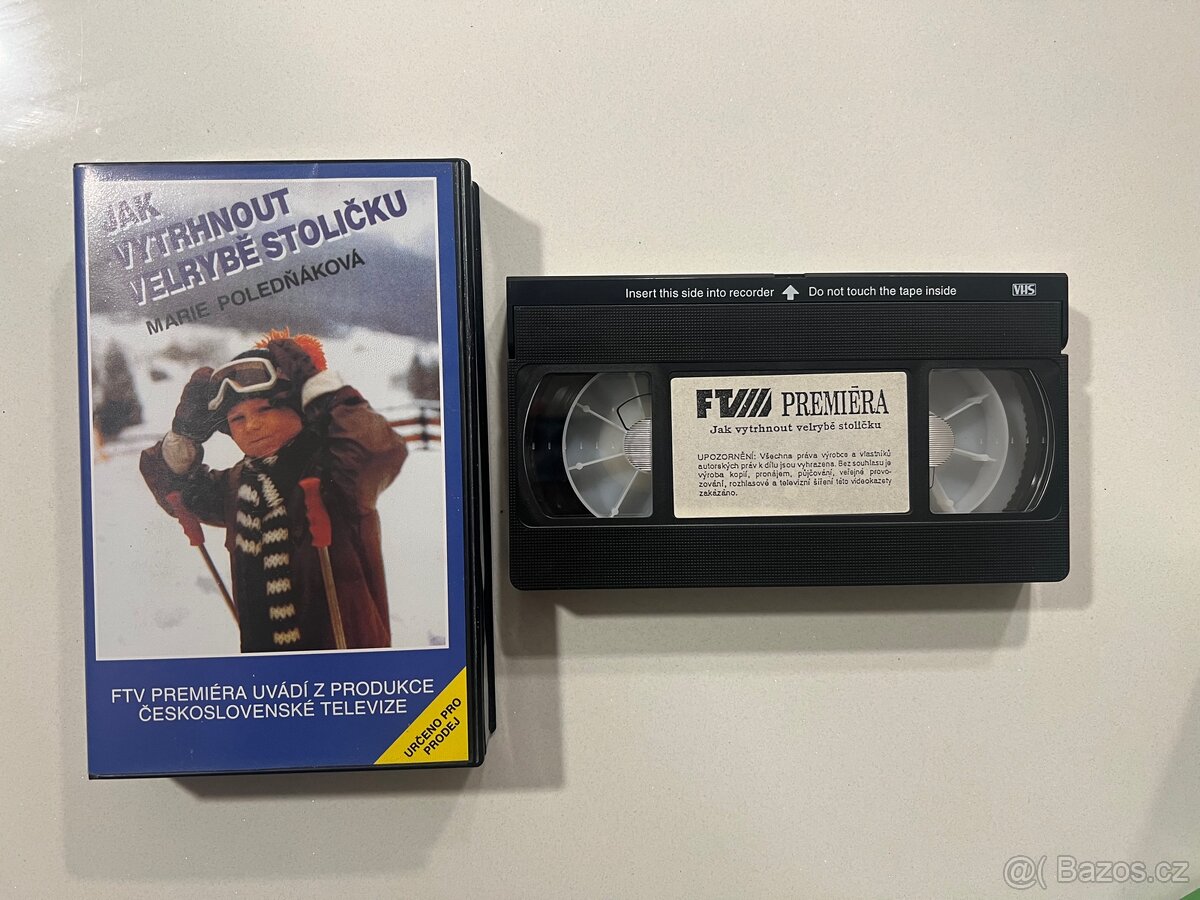 JAK
VYTRHNOUT
VELRYBĚ STOLIČKU
MARIE POLEDŇÁKOVÁ
FTV PREMIÉRA UVÁDÍ Z PRODUKCE
ČESKOSLOVENSKÉ TELEVIZE
URČENO PRO
PRODEJ
Insert this side into recorder Do not touch the tape inside
VHS
FTV PREMIÉRA
Jak vytrhnout velrybě stoličku
UPOZORNĚNÍ: Všechna práva výrobce a vlastníků
autorských práv k dílu jsou vyhrazena. Bez souhlasu je
výroba kopií, pronájem, půjčování, veřejné provo-
zování, rozhlasové a televizní šíření této videokazety
zakázáno.
@( Bazos.cz